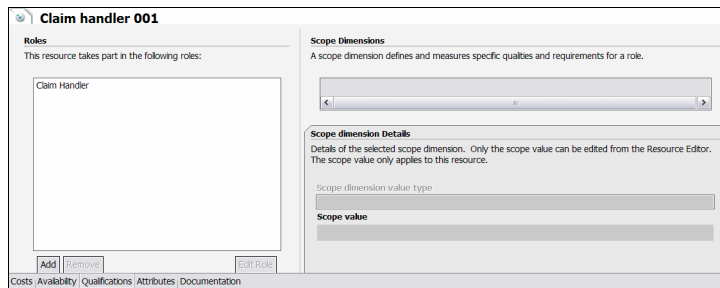 Claim handler 001
Roles
This resource takes part in the following roles:
Claim Handler
Add Remove Edit Role
Scope Dimensions
A scope dimension defines and measures specific qualities and requirements for a role.
Scope dimension Details
Details of the selected scope dimension. Only the scope value can be edited from the Resource Editor.
The scope value only applies to this resource.
Scope dimension value type
Scope value
Costs Availability Qualifications Attributes Documentation